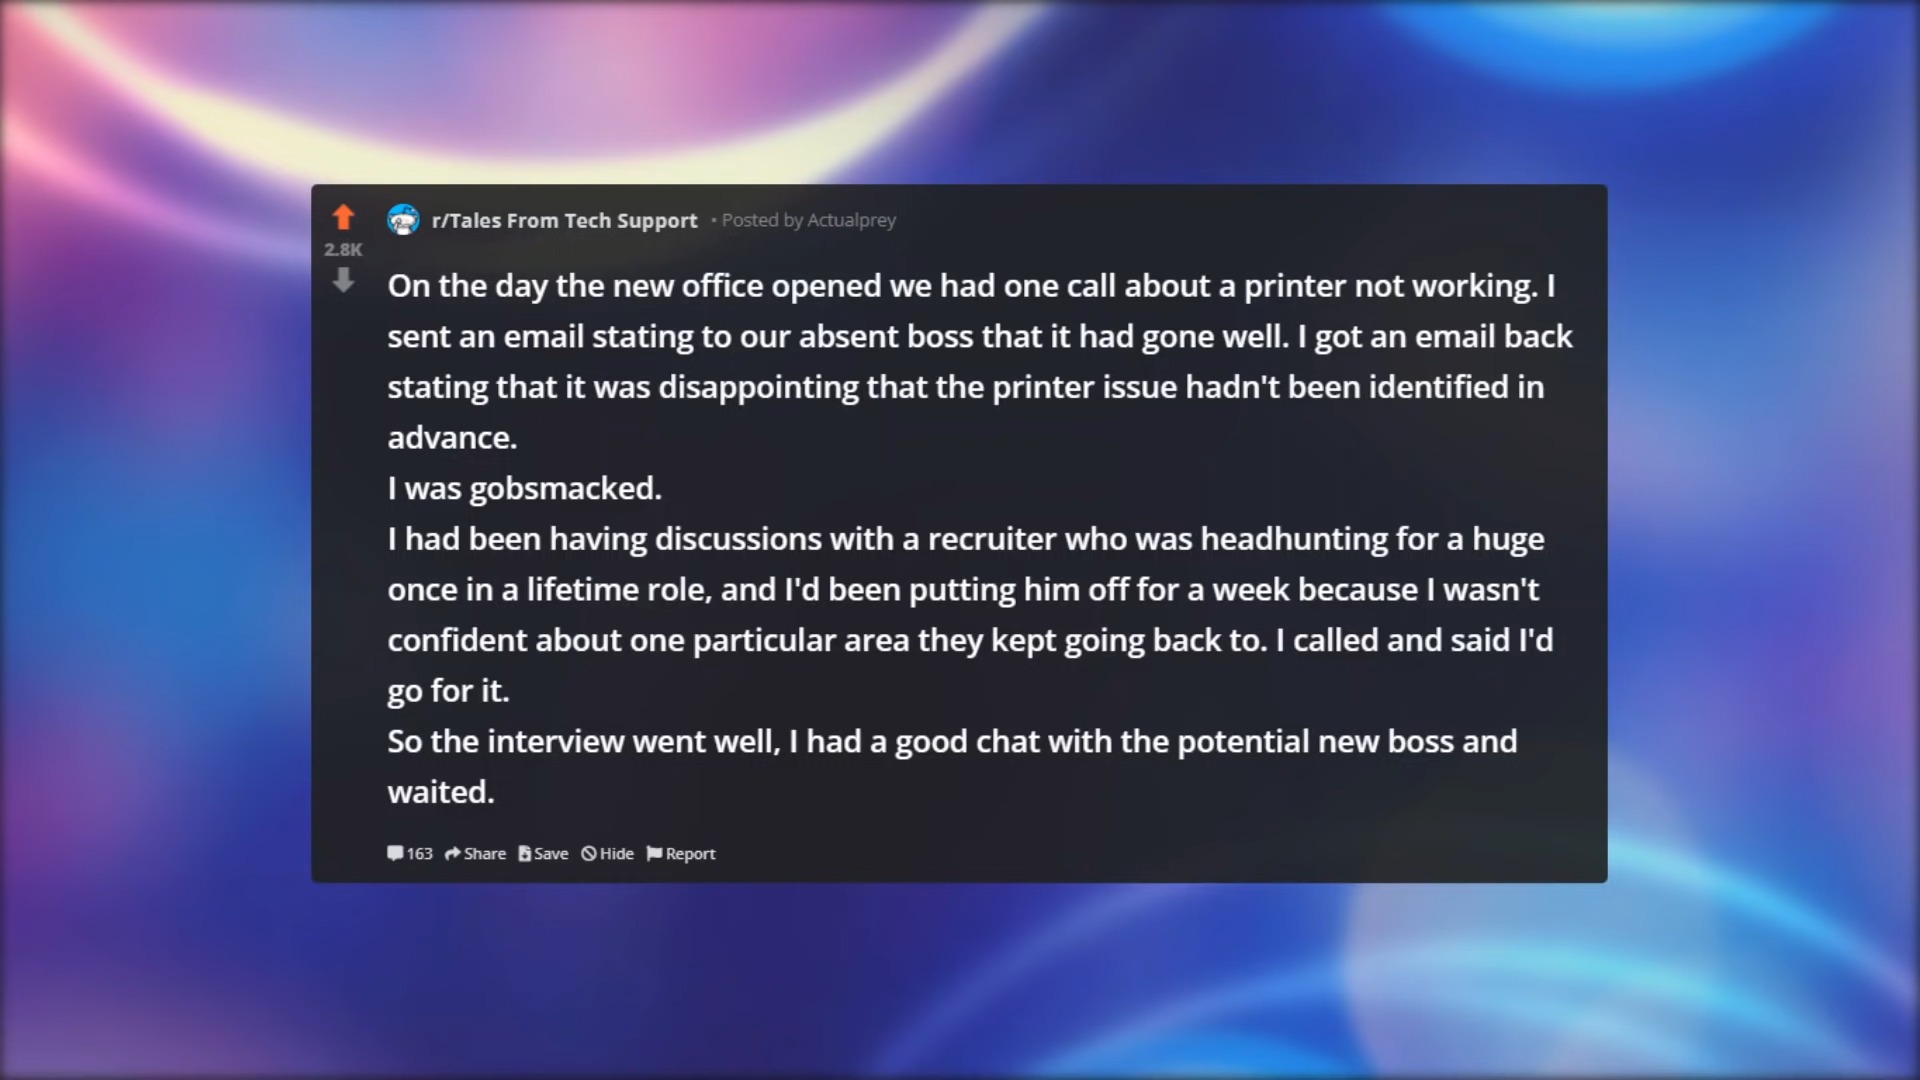 r/Tales From Tech Support • Posted by Actualprey
2.8K
On the day the new office opened we had one call about a printer not working. I
sent an email stating to our absent boss that it had gone well. I got an email back
stating that it was disappointing that the printer issue hadn't been identified in
advance.
I was gobsmacked.
I had been having discussions with a recruiter who was headhunting for a huge
once in a lifetime role, and I'd been putting him off for a week because I wasn't
confident about one particular area they kept going back to. I called and said I'd
go for it.
So the interview went well, I had a good chat with the potential new boss and
waited.
163 Share Save Hide Report